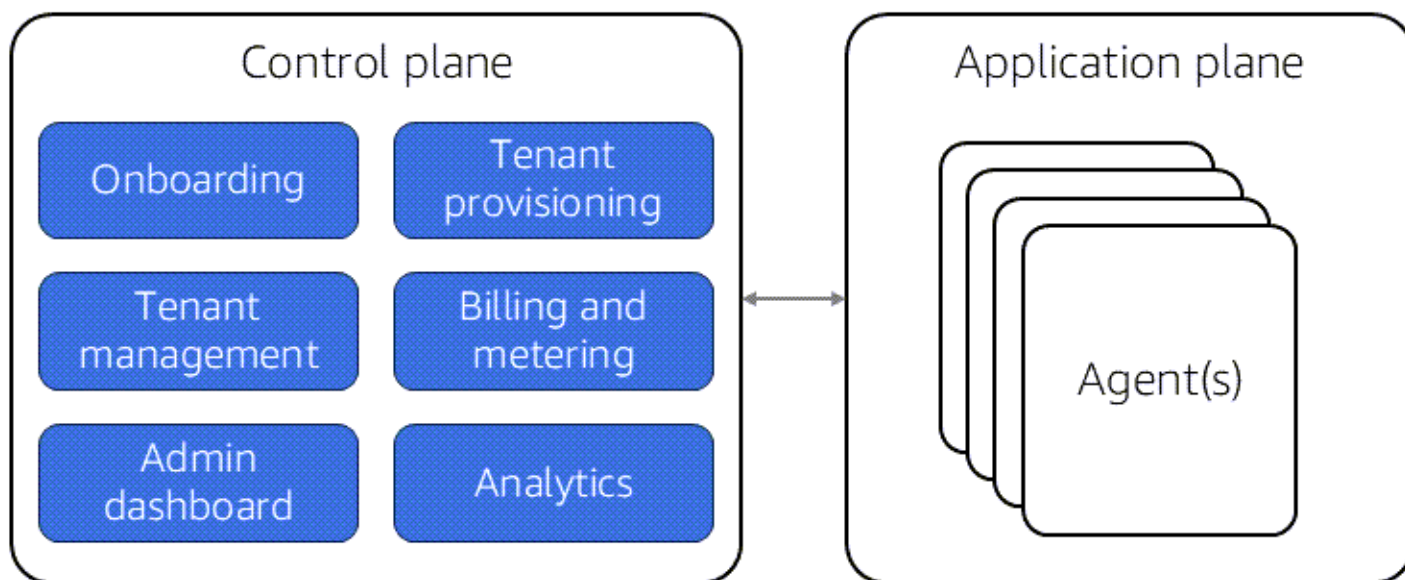 Control plane
Onboarding
Tenant
provisioning
Tenant
management
Billing and
metering
Admin
dashboard
Analytics
Application plane
Agent(s)